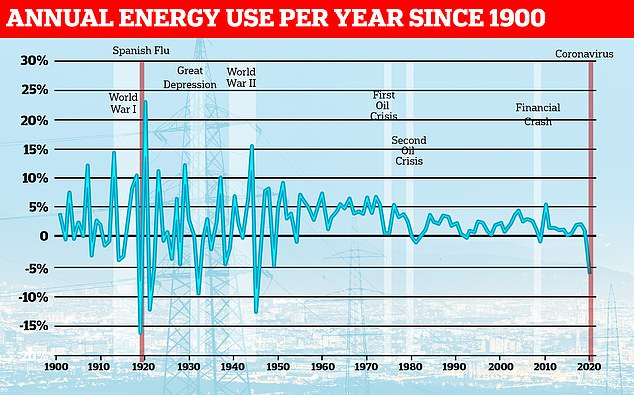 ANNUAL ENERGY USE PER YEAR SINCE 1900
Spanish Flu
Coronavirus
30%
Great
Depression
World
War II
25%
World
War I
First
Oil
Crisis
Financial
Crash
20%
Second
Oil
Crisis
15%
10%
5%
0
-5%
-10%
-15%
1900 1910 1920 1930 1940 1950 1960 1970 1980 1990 2000 2010 2020